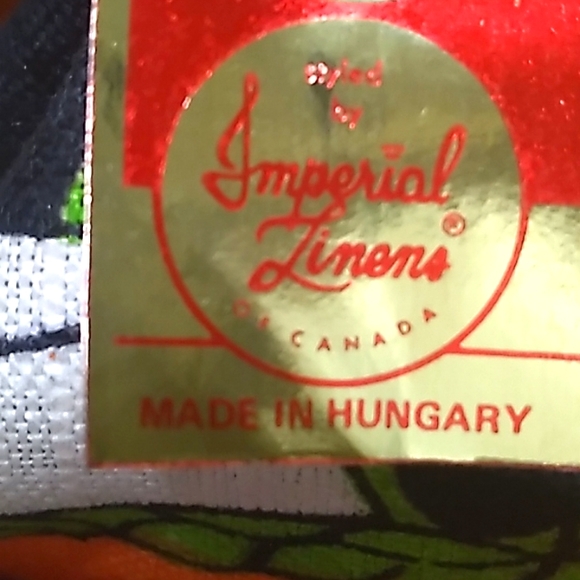 Styled
by
Imperial
Linens®
OF CANADA
MADE IN HUNGARY